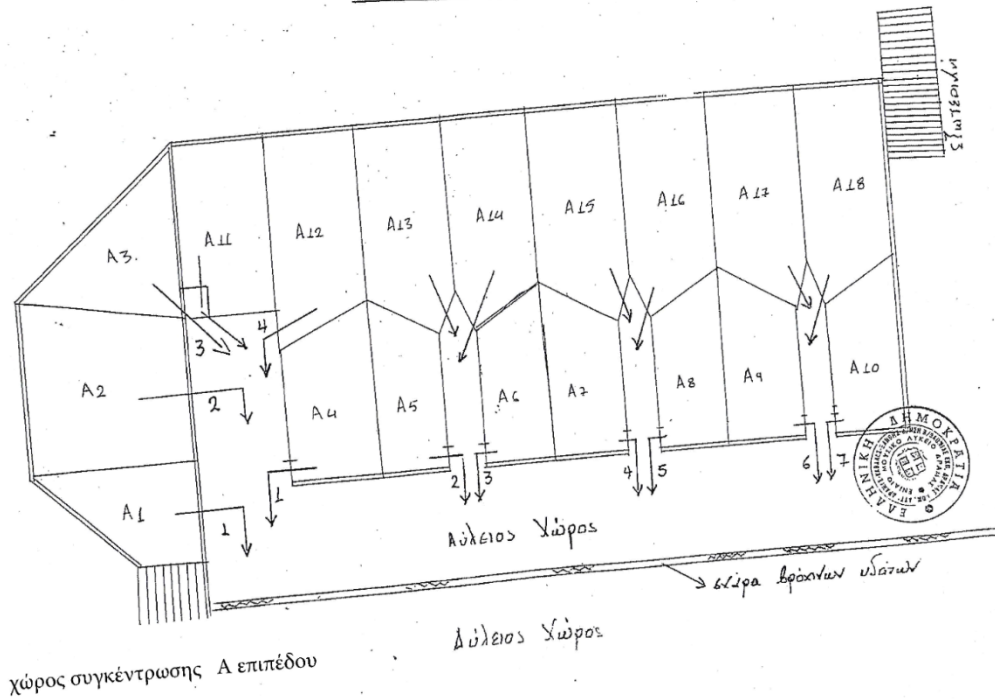 Εξωτερική
Α3.
Α11
Α12
Α13
Α14
Α15
Α16
Α17
Α18
3
4
Α2
2
Α4
Α5
Α6
Α7
Α8
Α9
Α10
1
2
3
4
5
6
7
Α1
1
ΕΛΛΗΝΙΚΗ ΔΗΜΟΚΡΑΤΙΑ
Αύλειος Χώρος
σχάρα βρόχινων υδάτων
Αύλειος Χώρος
χώρος συγκέντρωσης Α επιπέδου